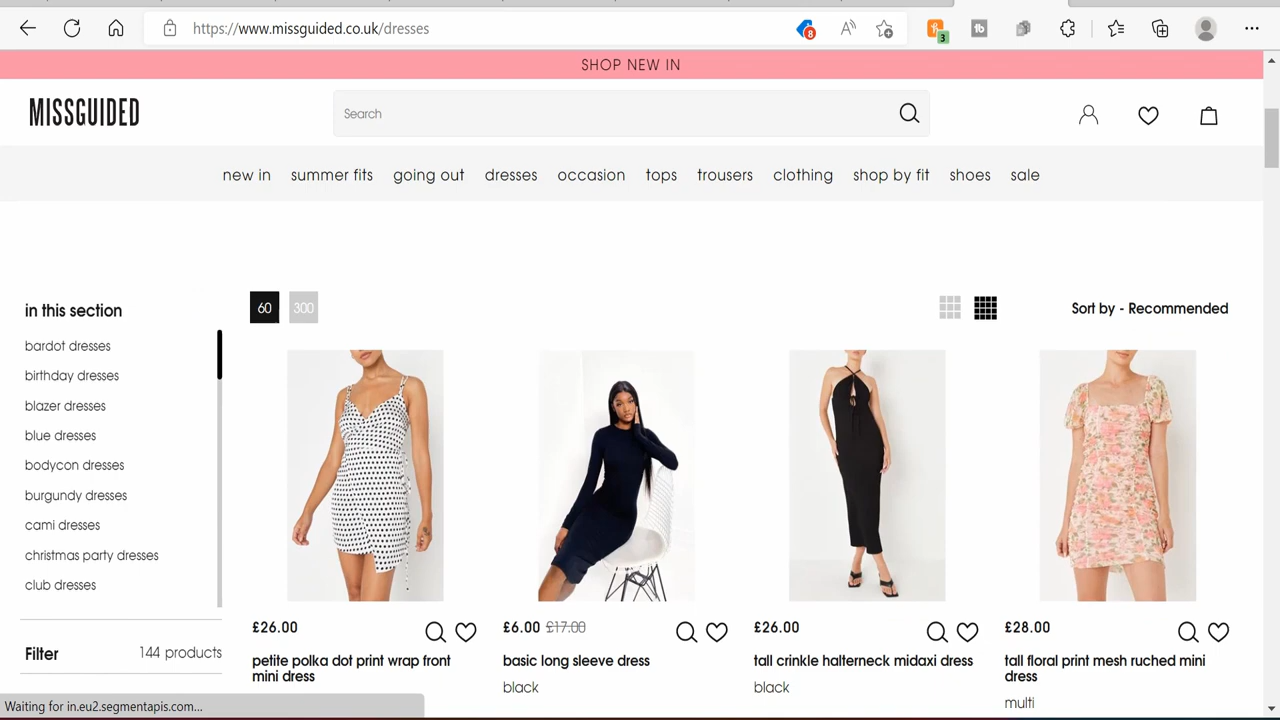 https://www.missguided.co.uk/dresses
8
3
tb
SHOP NEW IN
MISSGUIDED
Search
new in summer fits going out dresses occasion tops trousers clothing shop by fit shoes sale
in this section
60 300
Sort by - Recommended
bardot dresses
birthday dresses
blazer dresses
blue dresses
bodycon dresses
burgundy dresses
cami dresses
christmas party dresses
club dresses
Filter 144 products
£26.00
petite polka dot print wrap front
mini dress
£6.00 £17.00
basic long sleeve dress
black
£26.00
tall crinkle halterneck midaxi dress
black
£28.00
tall floral print mesh ruched mini
dress
multi
Waiting for in.eu2.segmentapis.com...